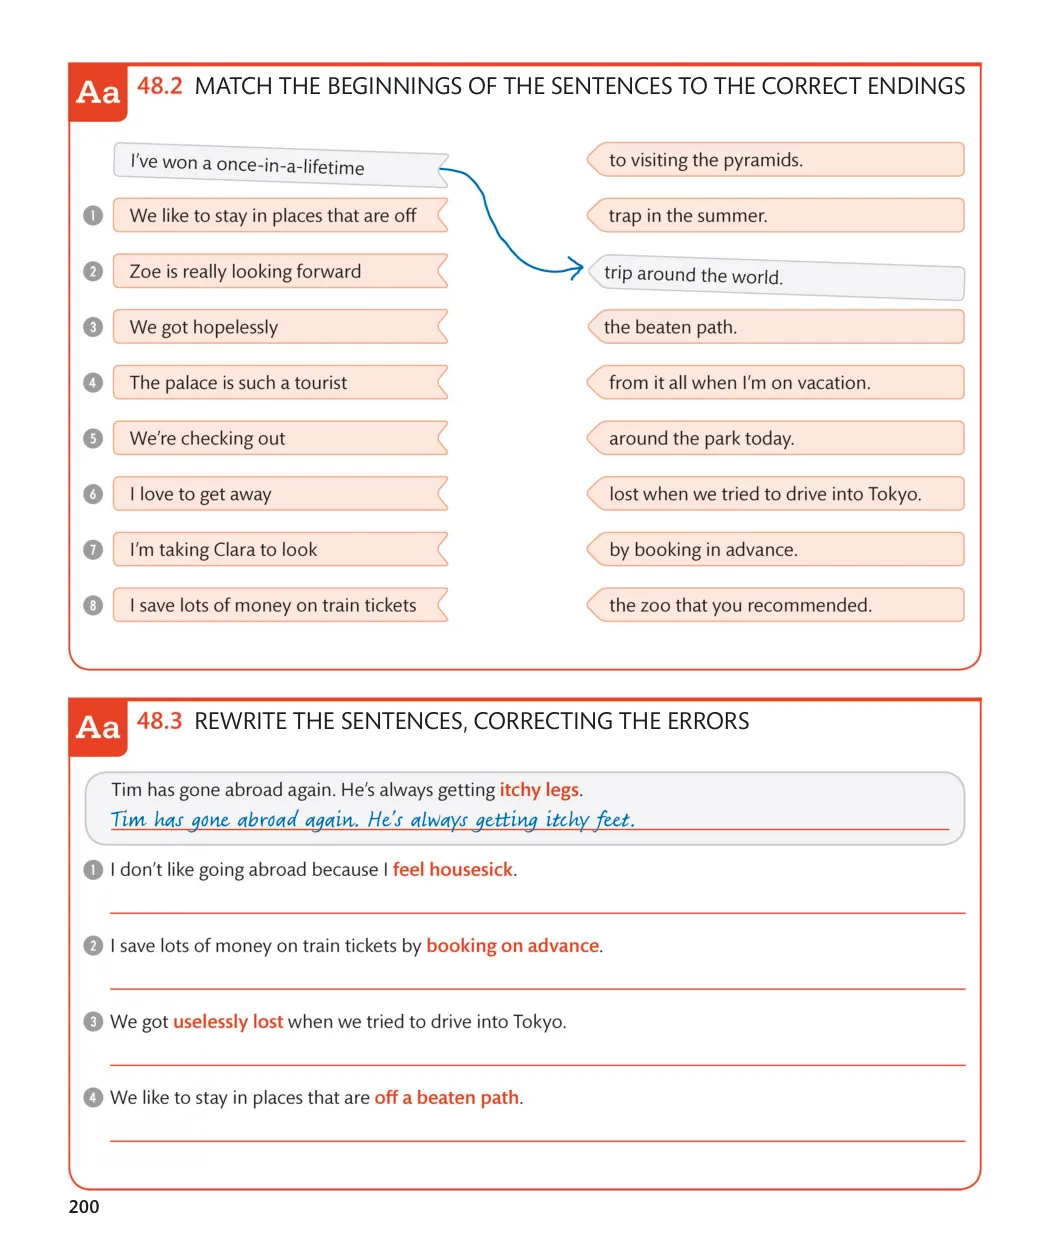 Aa 48.2 MATCH THE BEGINNINGS OF THE SENTENCES TO THE CORRECT ENDINGS
I've won a once-in-a-lifetime
to visiting the pyramids.
1 We like to stay in places that are off
trap in the summer.
2 Zoe is really looking forward
trip around the world.
3 We got hopelessly
the beaten path.
4 The palace is such a tourist
from it all when I'm on vacation.
5 We're checking out
around the park today.
6 I love to get away
lost when we tried to drive into Tokyo.
7 I'm taking Clara to look
by booking in advance.
8 I save lots of money on train tickets
the zoo that you recommended.
Aa 48.3 REWRITE THE SENTENCES, CORRECTING THE ERRORS
Tim has gone abroad again. He's always getting itchy legs.
Tim has gone abroad again. He's always getting itchy feet.
1 I don't like going abroad because I feel housesick.
2 I save lots of money on train tickets by booking on advance.
3 We got uselessly lost when we tried to drive into Tokyo.
4 We like to stay in places that are off a beaten path.
200